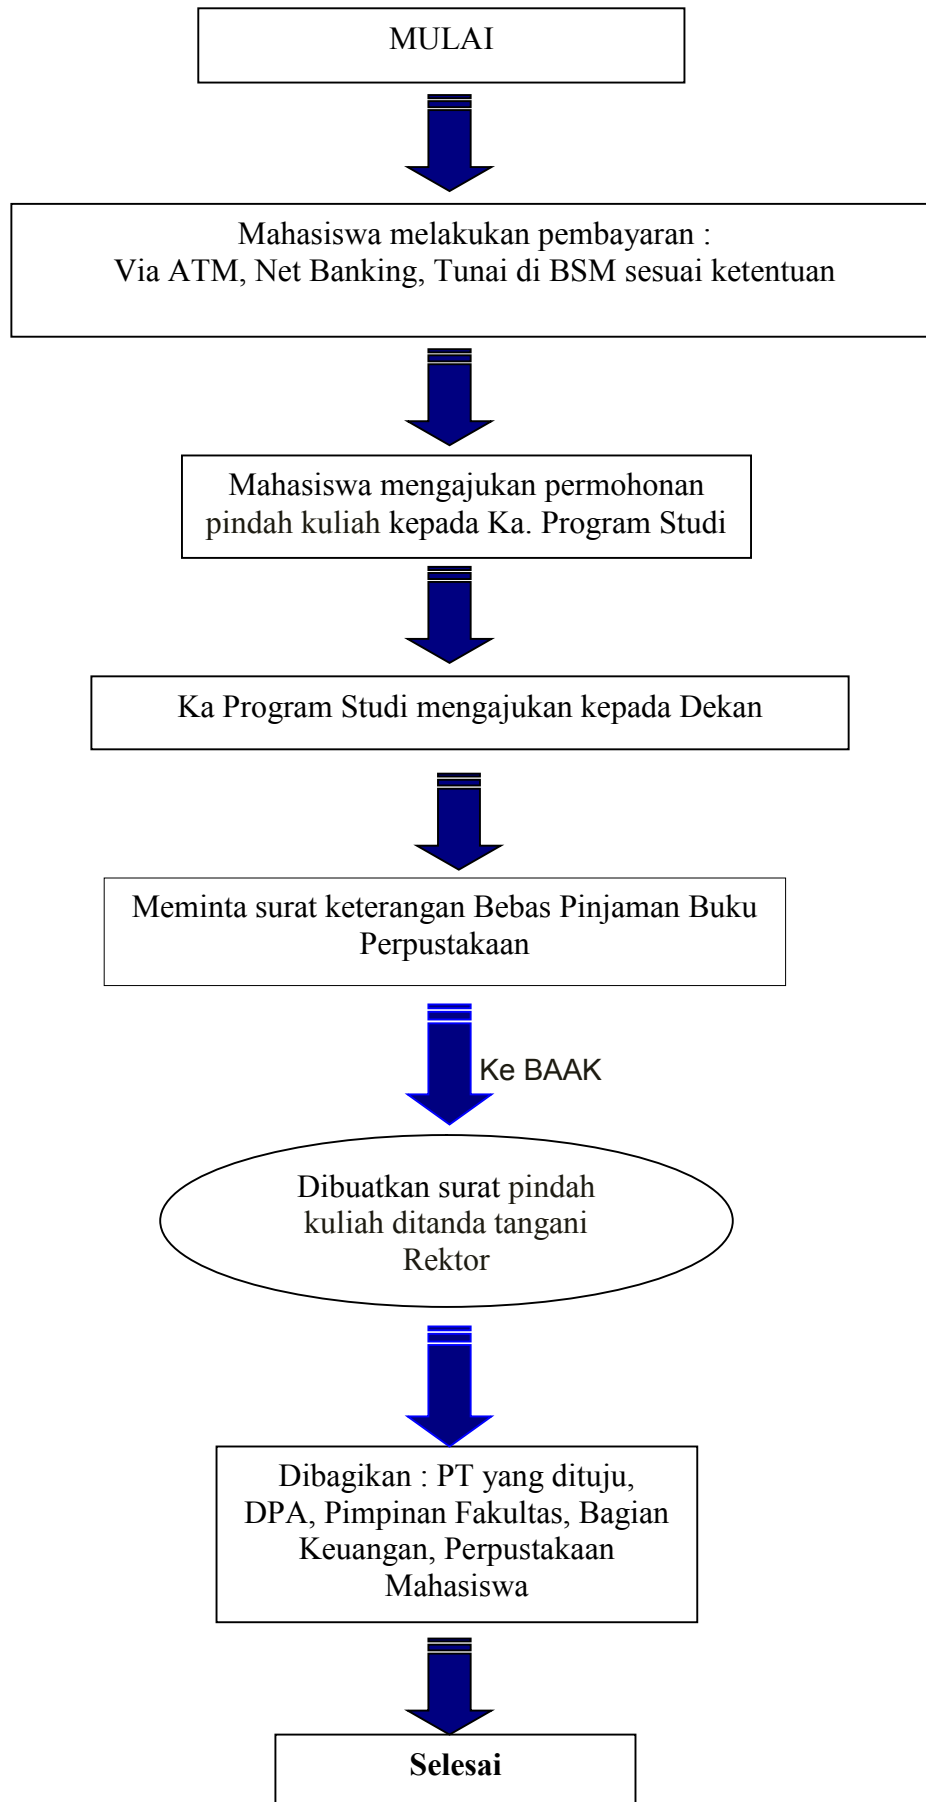 MULAI
Mahasiswa melakukan pembayaran :
Via ATM, Net Banking, Tunai di BSM sesuai ketentuan
Mahasiswa mengajukan permohonan
pindah kuliah kepada Ka. Program Studi
Ka Program Studi mengajukan kepada Dekan
Meminta surat keterangan Bebas Pinjaman Buku
Perpustakaan
Ke BAAK
Dibuatkan surat pindah
kuliah ditanda tangani
Rektor
Dibagikan : PT yang dituju,
DPA, Pimpinan Fakultas, Bagian
Keuangan, Perpustakaan
Mahasiswa
Selesai